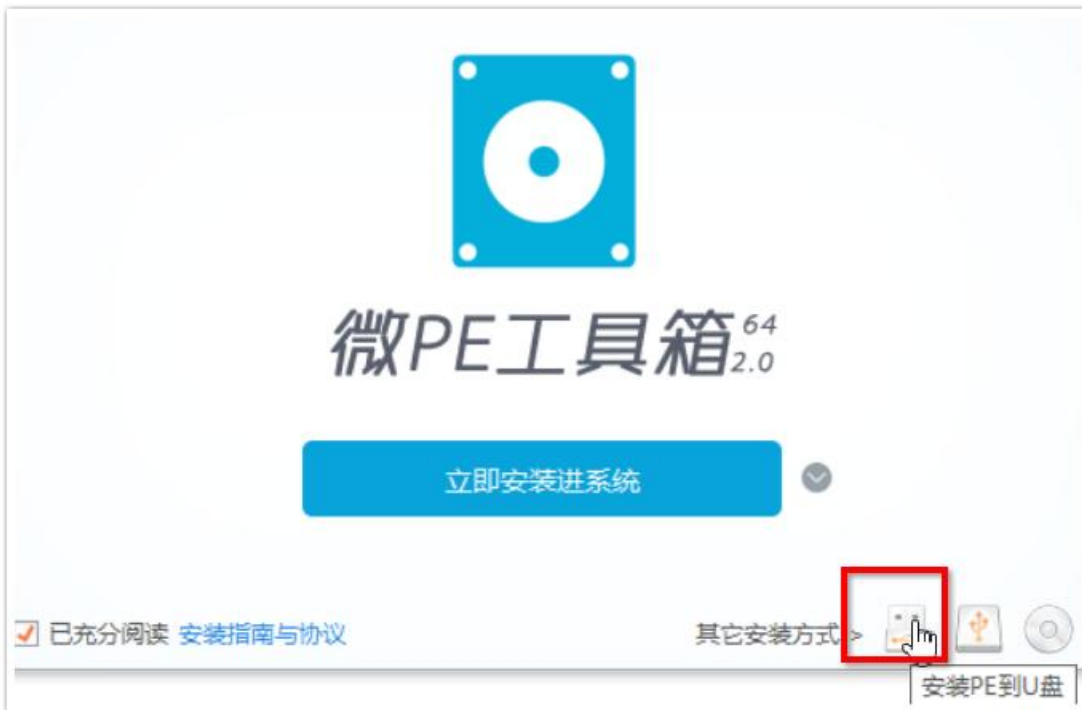 微PE工具箱 64
2.0
立即安装进系统
已充分阅读 安装指南与协议
其它安装方式 >
安装PE到U盘